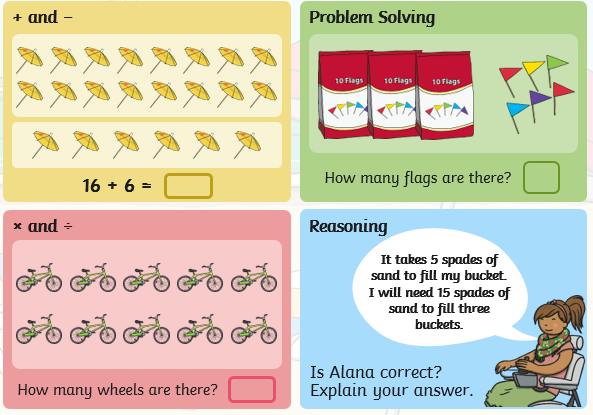 + and −
16 + 6 =
Problem Solving
10 Flags
10 Flags
10 Flags
How many flags are there?
× and ÷
How many wheels are there?
Reasoning
It takes 5 spades of
sand to fill my bucket.
I will need 15 spades of
sand to fill three
buckets.
Is Alana correct?
Explain your answer.